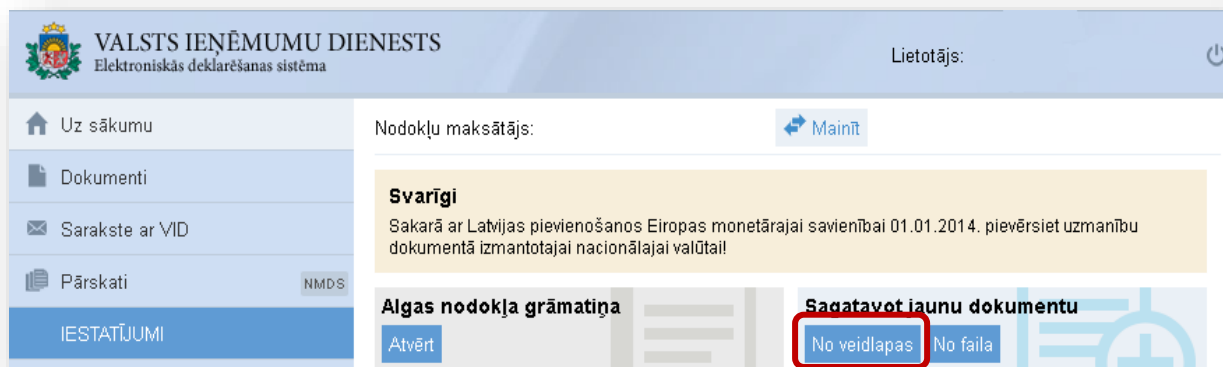 VALSTS IEŅĒMUMU DIENESTS
Elektroniskās deklarēšanas sistēma
Lietotājs:
Uz sākumu
Nodokļu maksātājs:
Mainīt
Dokumenti
Sarakste ar VID
Pārskati
NMDS
IESTATĪJUMI
Svarīgi
Sakarā ar Latvijas pievienošanos Eiropas monetārajai savienībai 01.01.2014. pievērsiet uzmanību
dokumentā izmantotajai nacionālajai valūtai!
Algas nodokļa grāmatiņa
Atvērt
Sagatavot jaunu dokumentu
No veidlapas
No faila